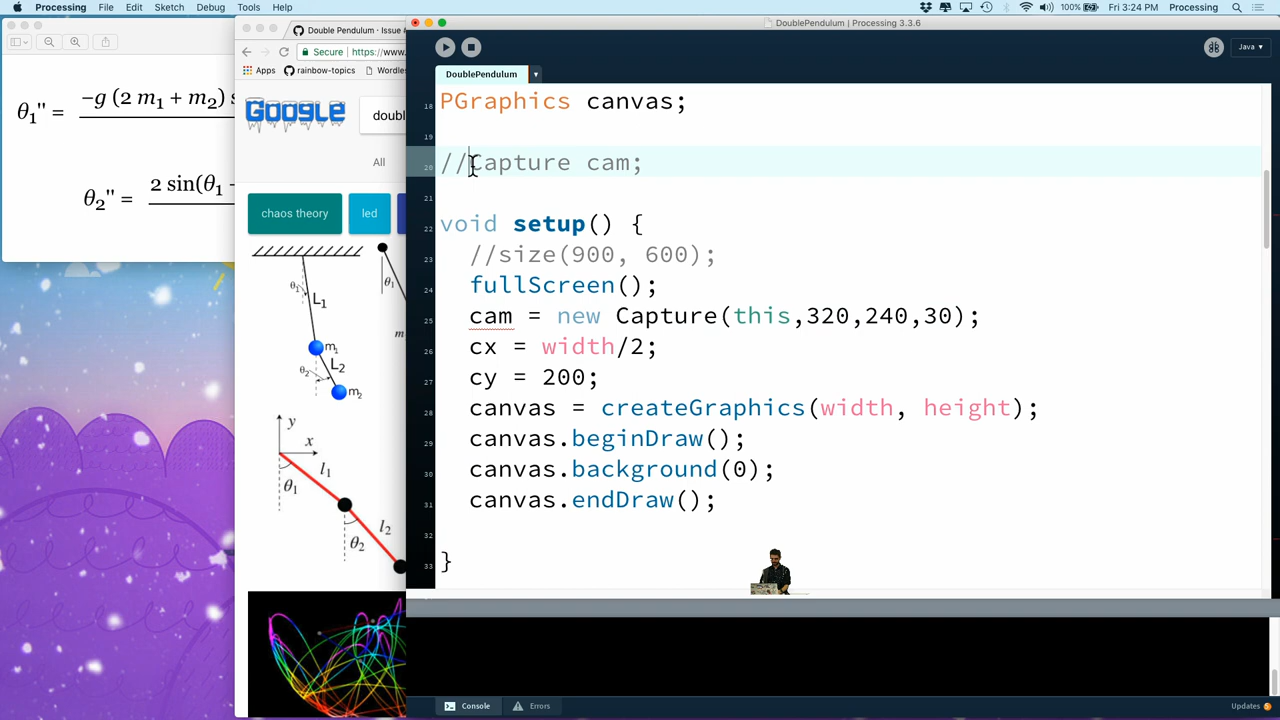 Processing File Edit Sketch Debug Tools Help
100% Fri 3:24 PM Processing
θ₁'' = −g (2 m₁ + m₂) s
θ₂'' = 2 sin(θ₁ −
Double Pendulum · Issue
Secure https://www.
Apps rainbow-topics Wordles
Google doubl
All
chaos theory led
θ₁ L₁ θ₁
m₁ m
θ₂ L₂
m₂
y
x
l₁
θ₁
l₂
θ₂
DoublePendulum | Processing 3.3.6
Java
DoublePendulum
18 PGraphics canvas;
19
20 //Capture cam;
21
22 void setup() {
23 //size(900, 600);
24 fullScreen();
25 cam = new Capture(this,320,240,30);
26 cx = width/2;
27 cy = 200;
28 canvas = createGraphics(width, height);
29 canvas.beginDraw();
30 canvas.background(0);
31 canvas.endDraw();
32
33 }
Console Errors Updates